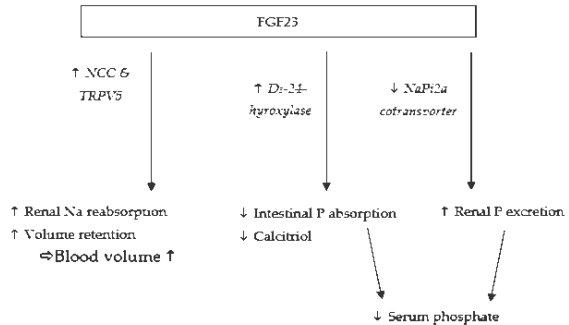 FGF23
↑ NCC &
TRPV5
↑ D3-24-
hyroxylase
↓ NaPi2a
cotransporter
↑ Renal Na reabsorption
↑ Volume retention
⇨Blood volume ↑
↓ Intestinal P absorption
↓ Calcitriol
↑ Renal P excretion
↓ Serum phosphate